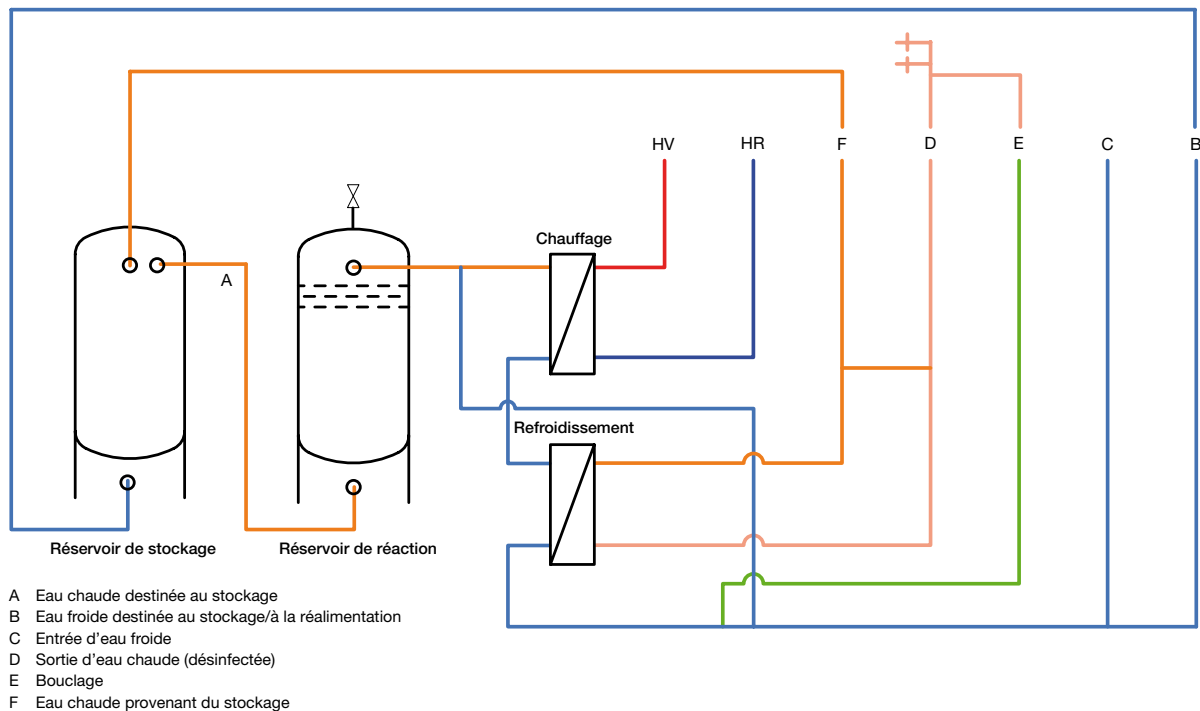 HV
HR
F
D
E
C
B
Chauffage
A
Refroidissement
Réservoir de stockage
Réservoir de réaction
A Eau chaude destinée au stockage
B Eau froide destinée au stockage/à la réalimentation
C Entrée d'eau froide
D Sortie d'eau chaude (désinfectée)
E Bouclage
F Eau chaude provenant du stockage